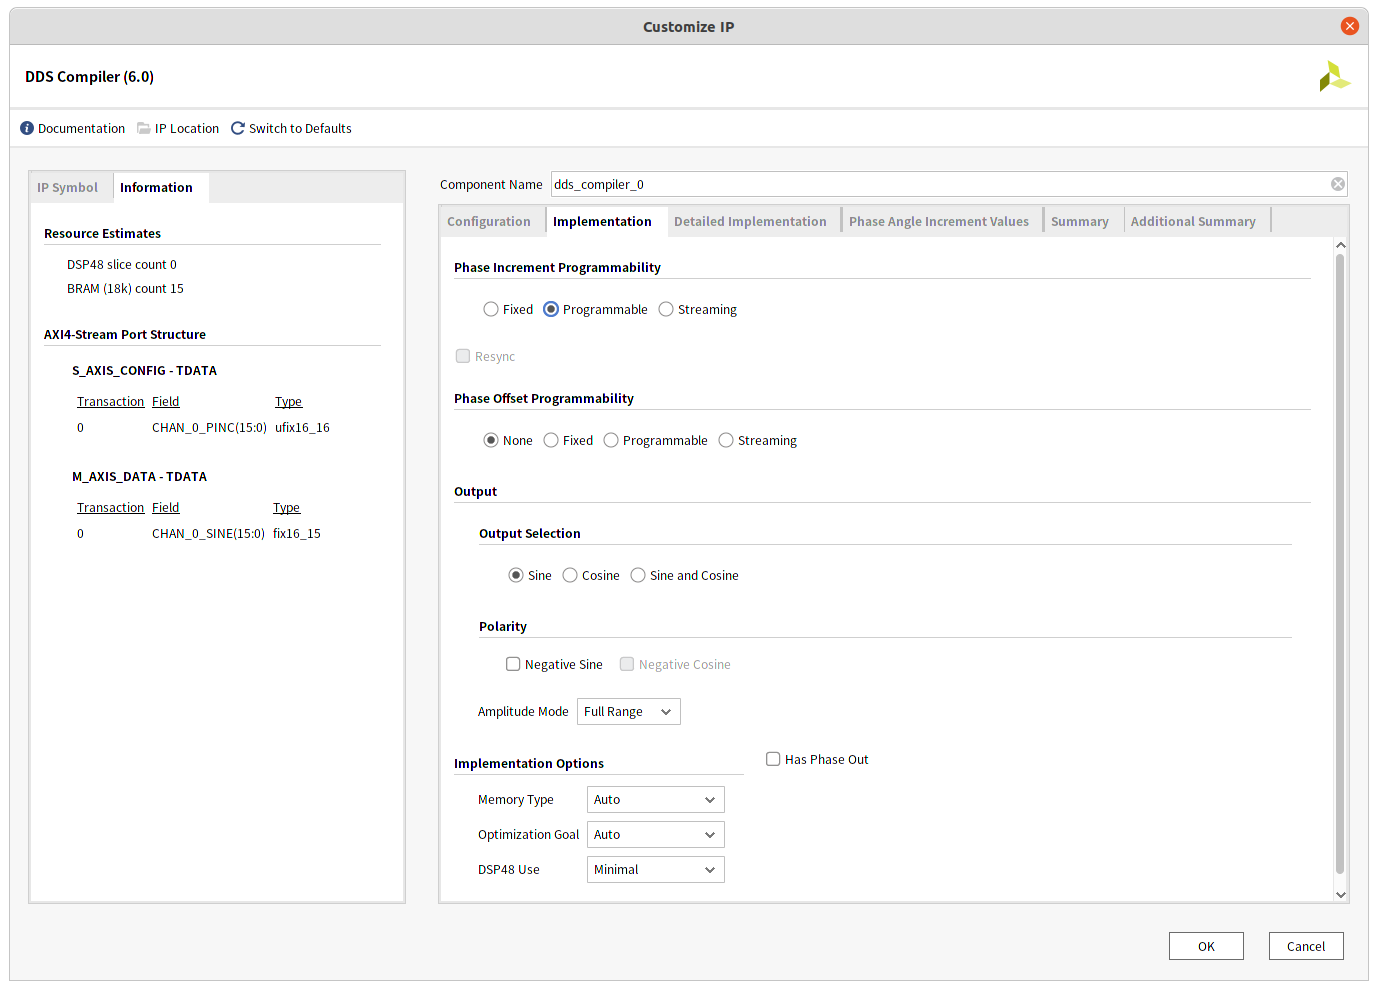 Customize IP
DDS Compiler (6.0)
Documentation IP Location Switch to Defaults
IP Symbol Information
Resource Estimates
DSP48 slice count 0
BRAM (18k) count 15
AXI4-Stream Port Structure
S_AXIS_CONFIG - TDATA
Transaction Field Type
0 CHAN_0_PINC(15:0) ufix16_16
M_AXIS_DATA - TDATA
Transaction Field Type
0 CHAN_0_SINE(15:0) fix16_15
Component Name dds_compiler_0
Configuration Implementation Detailed Implementation Phase Angle Increment Values Summary Additional Summary
Phase Increment Programmability
Fixed Programmable Streaming
Resync
Phase Offset Programmability
None Fixed Programmable Streaming
Output
Output Selection
Sine Cosine Sine and Cosine
Polarity
Negative Sine Negative Cosine
Amplitude Mode Full Range
Implementation Options Has Phase Out
Memory Type Auto
Optimization Goal Auto
DSP48 Use Minimal
OK Cancel